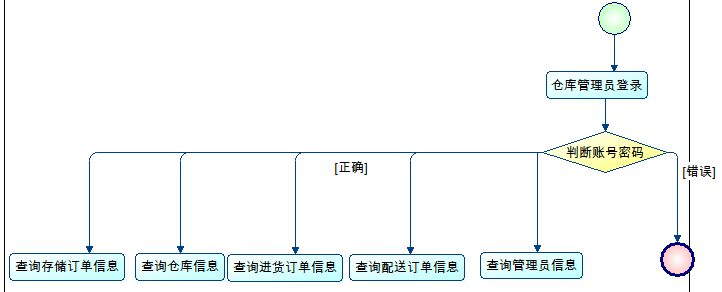 仓库管理员登录
判断账号密码
[正确]
[错误]
查询存储订单信息
查询仓库信息
查询进货订单信息
查询配送订单信息
查询管理员信息